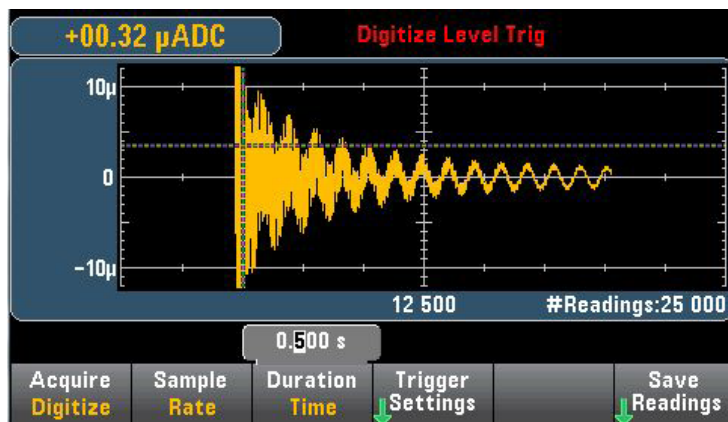 +00.32 µADC
Digitize Level Trig
10µ
0
−10µ
12 500
#Readings:25 000
0.500 s
Acquire
Digitize
Sample
Rate
Duration
Time
Trigger
Settings
Save
Readings